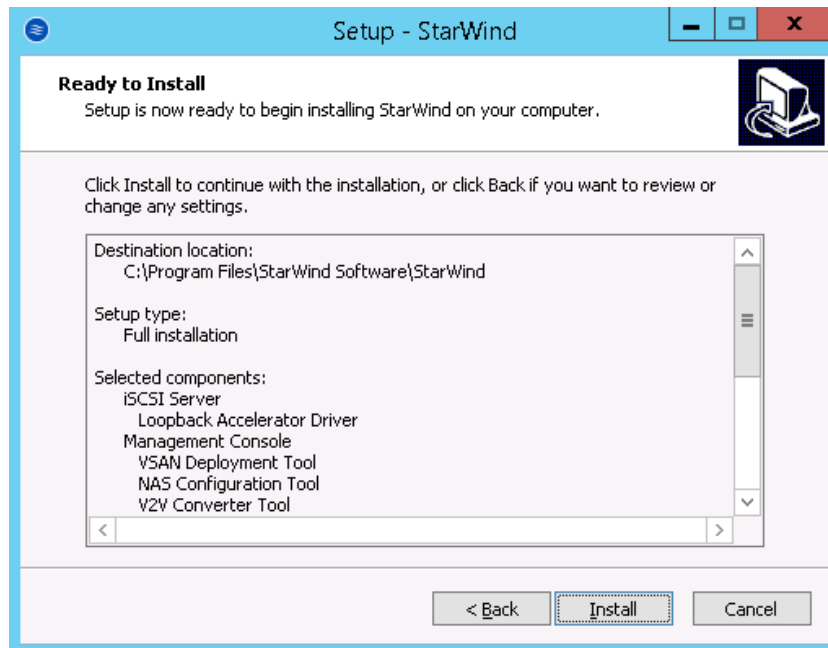 Setup - StarWind
Ready to Install
Setup is now ready to begin installing StarWind on your computer.
Click Install to continue with the installation, or click Back if you want to review or
change any settings.
Destination location:
C:\Program Files\StarWind Software\StarWind
Setup type:
Full installation
Selected components:
iSCSI Server
Loopback Accelerator Driver
Management Console
VSAN Deployment Tool
NAS Configuration Tool
V2V Converter Tool
< Back
Install
Cancel